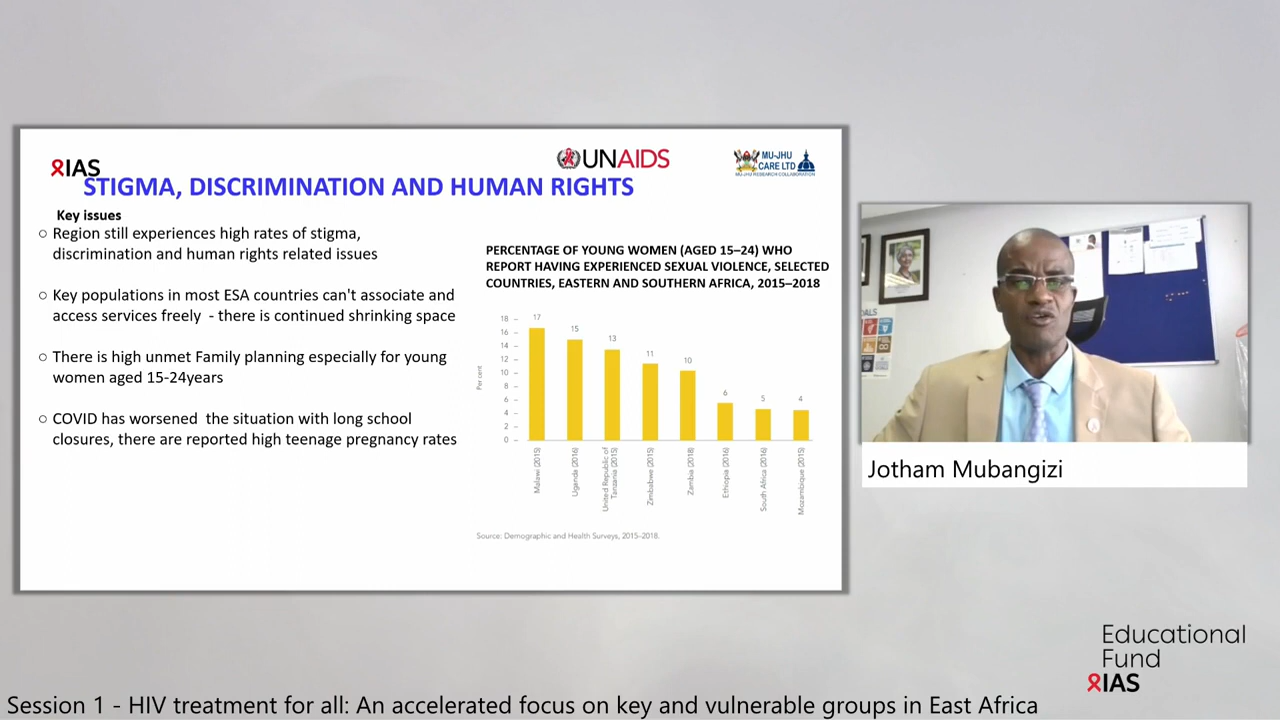 IAS
UNAIDS
MU-JHU
CARE LTD
MU-JHU RESEARCH COLLABORATION
STIGMA, DISCRIMINATION AND HUMAN RIGHTS
Key issues
○ Region still experiences high rates of stigma,
discrimination and human rights related issues
○ Key populations in most ESA countries can't associate and
access services freely - there is continued shrinking space
○ There is high unmet Family planning especially for young
women aged 15-24years
○ COVID has worsened the situation with long school
closures, there are reported high teenage pregnancy rates
PERCENTAGE OF YOUNG WOMEN (AGED 15–24) WHO
REPORT HAVING EXPERIENCED SEXUAL VIOLENCE, SELECTED
COUNTRIES, EASTERN AND SOUTHERN AFRICA, 2015–2018
Per cent
18
16
14
12
10
8
6
4
2
0
17
15
13
11
10
6
5
4
Malawi (2015)
Uganda (2016)
United Republic of
Tanzania (2015)
Zimbabwe (2015)
Zambia (2018)
Ethiopia (2016)
South Africa (2016)
Mozambique (2015)
Source: Demographic and Health Surveys, 2015–2018.
ALS
Jotham Mubangizi
Educational
Fund
IAS
Session 1 - HIV treatment for all: An accelerated focus on key and vulnerable groups in East Africa